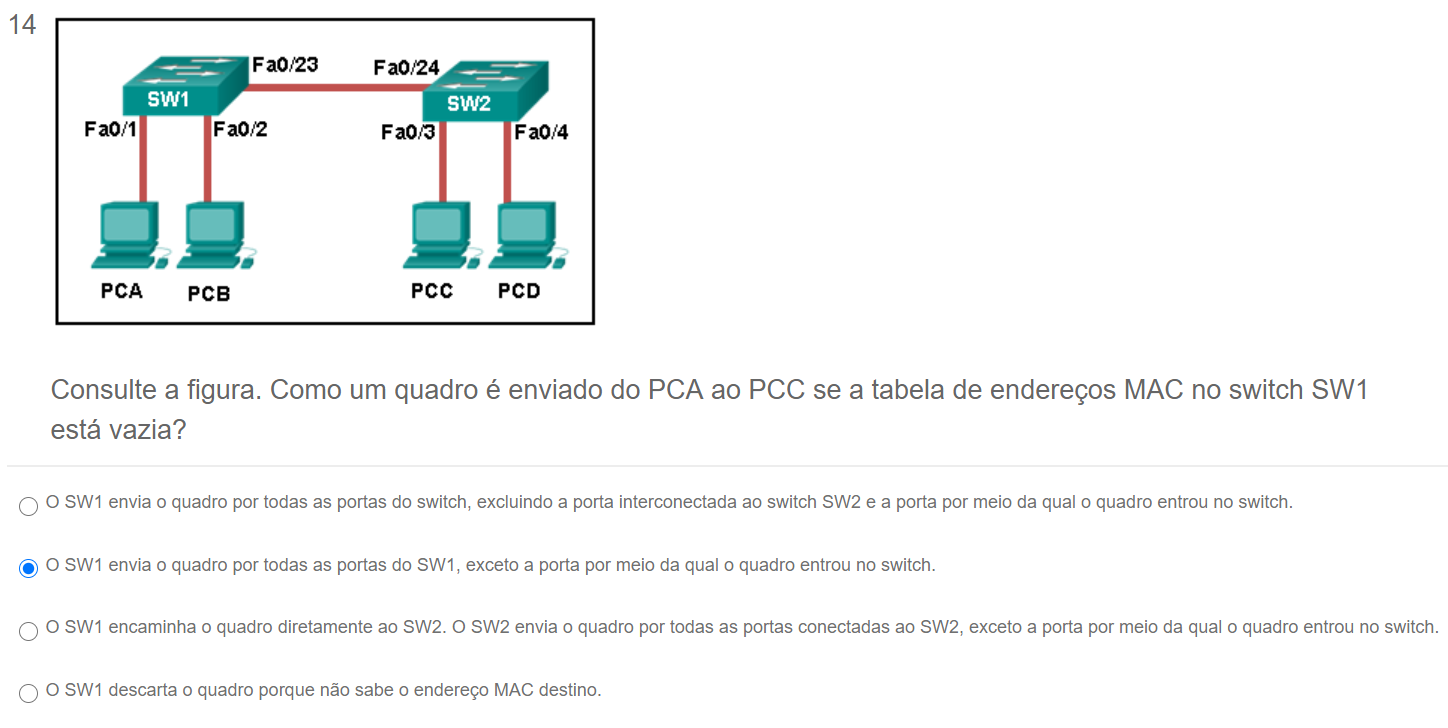 14
Fa0/23
Fa0/24
SW1
SW2
Fa0/1
Fa0/2
Fa0/3
Fa0/4
PCA
PCB
PCC
PCD
Consulte a figura. Como um quadro é enviado do PCA ao PCC se a tabela de endereços MAC no switch SW1
está vazia?
O SW1 envia o quadro por todas as portas do switch, excluindo a porta interconectada ao switch SW2 e a porta por meio da qual o quadro entrou no switch.
O SW1 envia o quadro por todas as portas do SW1, exceto a porta por meio da qual o quadro entrou no switch.
O SW1 encaminha o quadro diretamente ao SW2. O SW2 envia o quadro por todas as portas conectadas ao SW2, exceto a porta por meio da qual o quadro entrou no switch.
O SW1 descarta o quadro porque não sabe o endereço MAC destino.